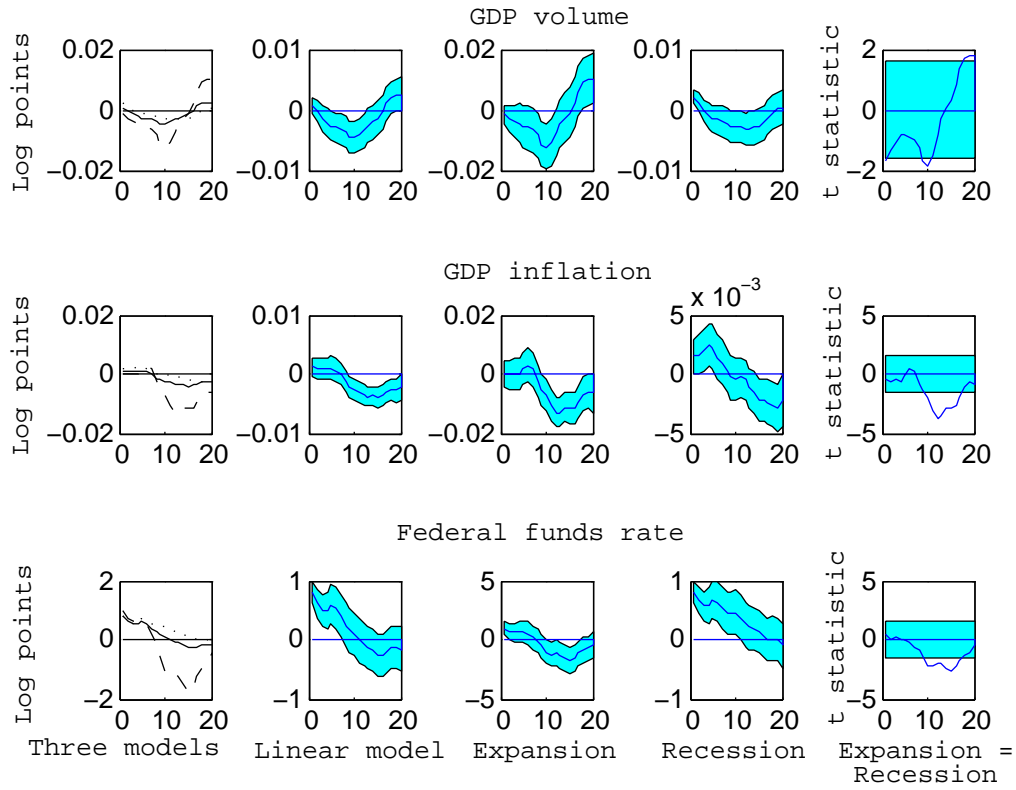 GDP volume
Log points
0.02
0
−0.02
0 10 20
0.01
0
−0.01
0 10 20
0.02
0
−0.02
0 10 20
0.01
0
−0.01
0 10 20
t statistic
2
0
−2
0 10 20
GDP inflation
Log points
0.02
0
−0.02
0 10 20
0.01
0
−0.01
0 10 20
0.02
0
−0.02
0 10 20
x 10−3
5
0
−5
0 10 20
t statistic
5
0
−5
0 10 20
Federal funds rate
Log points
2
0
−2
0 10 20
Three models
1
0
−1
0 10 20
Linear model
5
0
−5
0 10 20
Expansion
1
0
−1
0 10 20
Recession
t statistic
5
0
−5
0 10 20
Expansion =
Recession